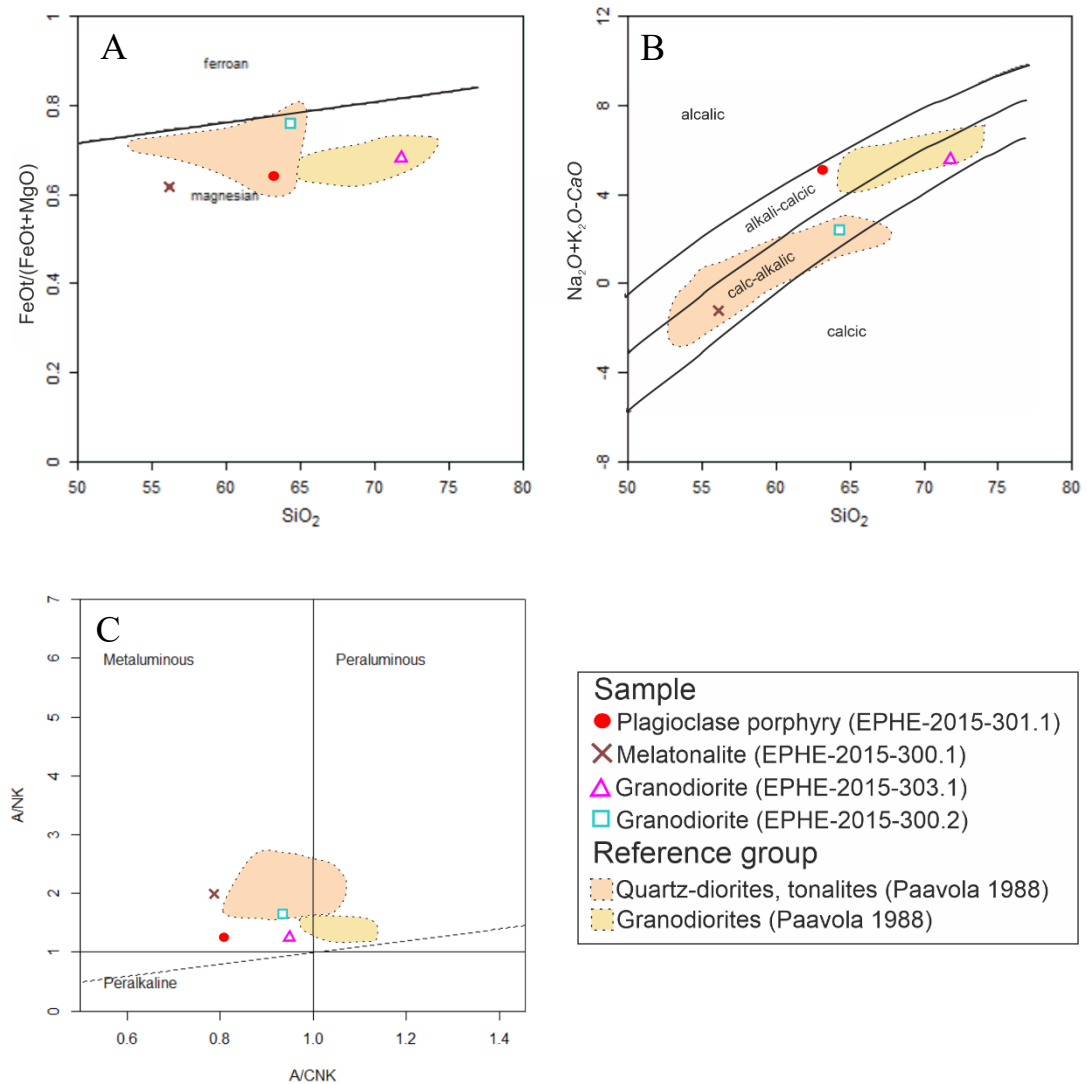 A
ferroan
magnesian
FeOt/(FeOt+MgO)
0
0.2
0.4
0.6
0.8
1
50
55
60
65
70
75
80
SiO₂
B
alcalic
alkali-calcic
calc-alkalic
calcic
Na₂O+K₂O-CaO
-8
-4
0
4
8
12
50
55
60
65
70
75
80
SiO₂
C
Metaluminous
Peraluminous
Peralkaline
A/NK
0
1
2
3
4
5
6
7
0.6
0.8
1.0
1.2
1.4
A/CNK
Sample
Plagioclase porphyry (EPHE-2015-301.1)
Melatonalite (EPHE-2015-300.1)
Granodiorite (EPHE-2015-303.1)
Granodiorite (EPHE-2015-300.2)
Reference group
Quartz-diorites, tonalites (Paavola 1988)
Granodiorites (Paavola 1988)